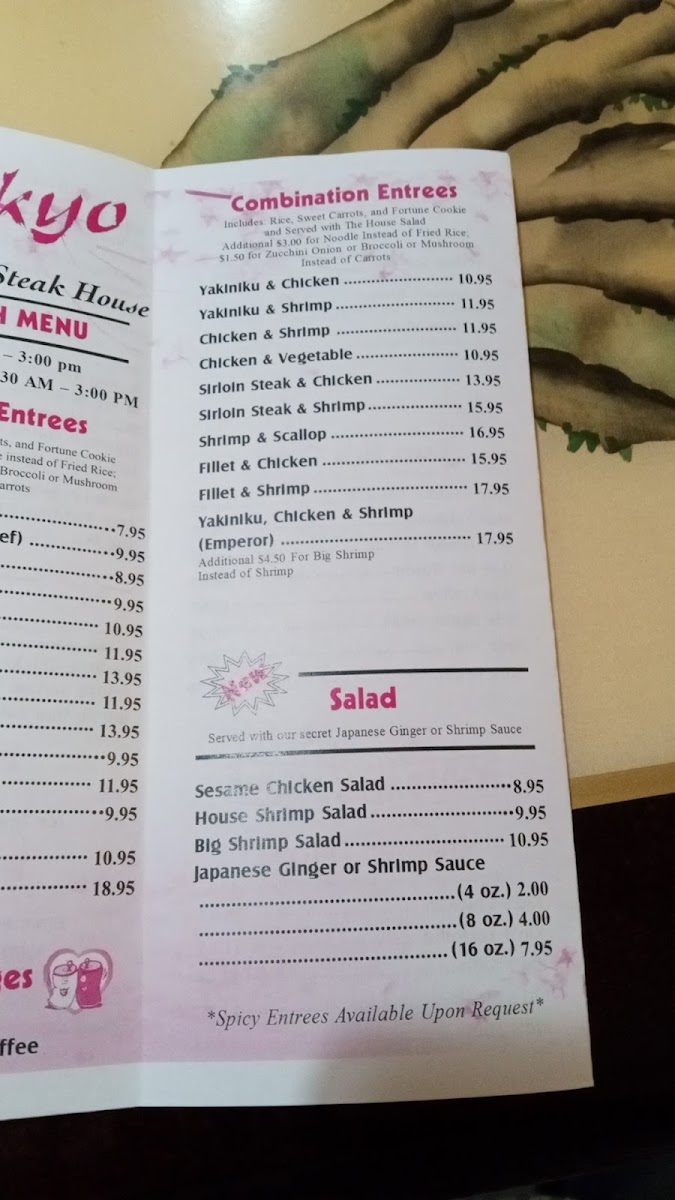 kyo
Steak House
MENU
– 3:00 pm
30 AM – 3:00 PM
Entrees
and Fortune Cookie
instead of Fried Rice;
Broccoli or Mushroom
7.95
9.95
8.95
9.95
10.95
11.95
13.95
11.95
13.95
9.95
11.95
9.95
10.95
18.95
Combination Entrees
Includes: Rice, Sweet Carrots, and Fortune Cookie
and Served with The House Salad
Additional $3.00 for Noodle Instead of Fried Rice;
$1.50 for Zucchini Onion or Broccoli or Mushroom
Instead of Carrots
Yakiniku & Chicken ........................ 10.95
Yakiniku & Shrimp ........................ 11.95
Chicken & Shrimp ........................ 11.95
Chicken & Vegetable ..................... 10.95
Sirloin Steak & Chicken ................. 13.95
Sirloin Steak & Shrimp................... 15.95
Shrimp & Scallop ........................... 16.95
Fillet & Chicken ............................. 15.95
Fillet & Shrimp ............................... 17.95
Yakiniku, Chicken & Shrimp
(Emperor) ...................................... 17.95
Additional $4.50 For Big Shrimp
Instead of Shrimp
New
Salad
Served with our secret Japanese Ginger or Shrimp Sauce
Sesame Chicken Salad ........................8.95
House Shrimp Salad............................9.95
Big Shrimp Salad............................... 10.95
Japanese Ginger or Shrimp Sauce
..................................................(4 oz.) 2.00
..................................................(8 oz.) 4.00
................................................(16 oz.) 7.95
*Spicy Entrees Available Upon Request*